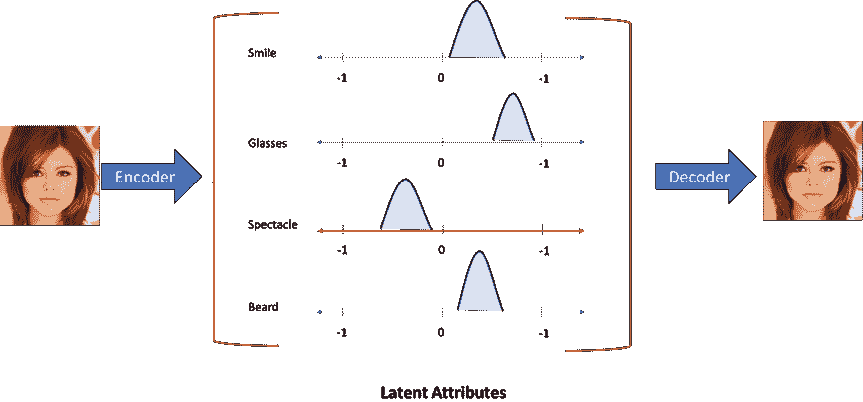 Smile
-1 0 -1
Glasses
-1 0 -1
Encoder
Decoder
Spectacle
-1 0 -1
Beard
-1 0 -1
Latent Attributes